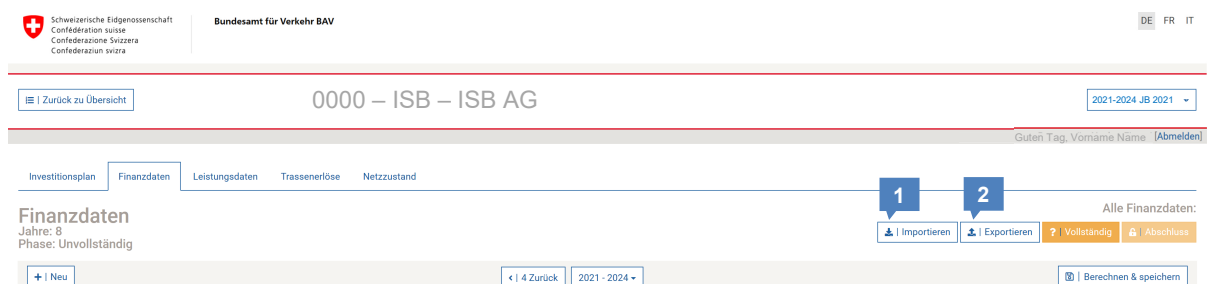 Schweizerische Eidgenossenschaft
Confédération suisse
Confederazione Svizzera
Confederaziun svizra
Bundesamt für Verkehr BAV
DE FR IT
| Zurück zu Übersicht
0000 – ISB – ISB AG
2021-2024 JB 2021
Guten Tag, Vorname Name [Abmelden]
Investitionsplan Finanzdaten Leistungsdaten Trassenerlöse Netzzustand
1 2
Finanzdaten
Jahre: 8
Phase: Unvollständig
Alle Finanzdaten:
| Importieren | Exportieren ? | Vollständig | Abschluss
+ | Neu
‹ | 4 Zurück 2021 - 2024
| Berechnen & speichern